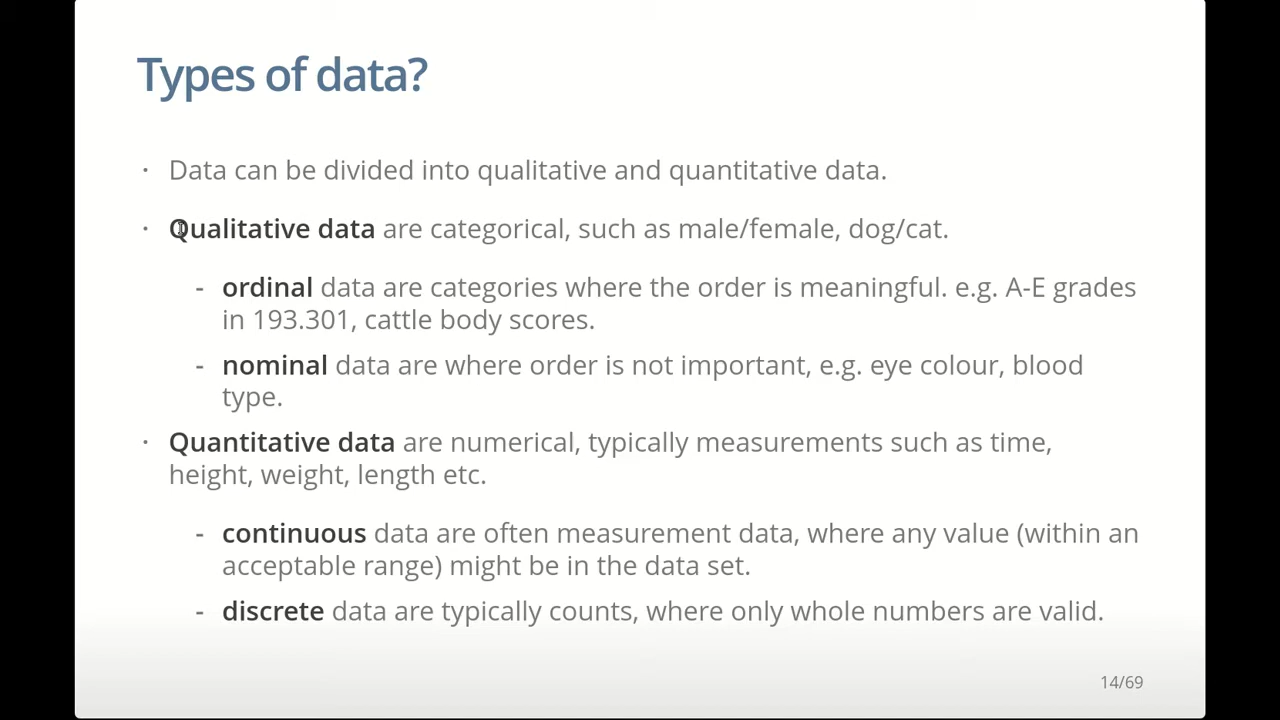 Types of data?
· Data can be divided into qualitative and quantitative data.
· Qualitative data are categorical, such as male/female, dog/cat.
- ordinal data are categories where the order is meaningful. e.g. A-E grades
in 193.301, cattle body scores.
- nominal data are where order is not important, e.g. eye colour, blood
type.
· Quantitative data are numerical, typically measurements such as time,
height, weight, length etc.
- continuous data are often measurement data, where any value (within an
acceptable range) might be in the data set.
- discrete data are typically counts, where only whole numbers are valid.
14/69